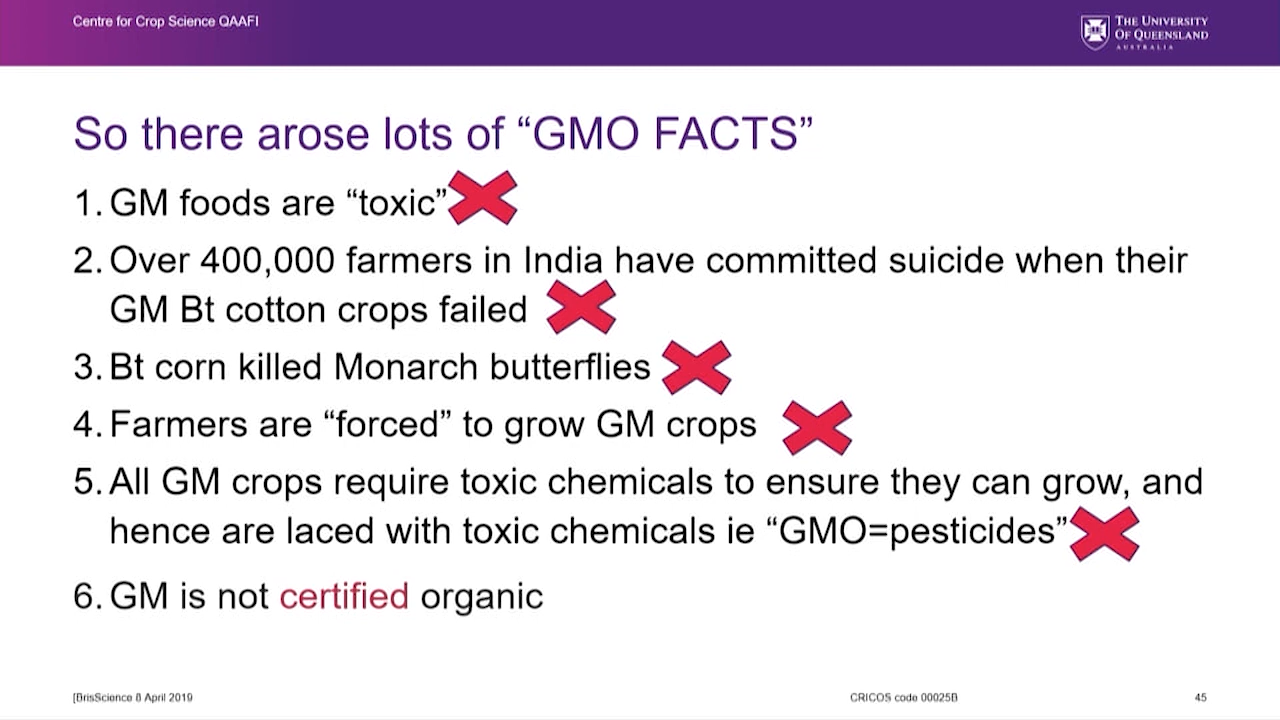 Centre for Crop Science QAAFI
THE UNIVERSITY
OF QUEENSLAND
AUSTRALIA
So there arose lots of “GMO FACTS”
1. GM foods are “toxic”
2. Over 400,000 farmers in India have committed suicide when their
GM Bt cotton crops failed
3. Bt corn killed Monarch butterflies
4. Farmers are “forced” to grow GM crops
5. All GM crops require toxic chemicals to ensure they can grow, and
hence are laced with toxic chemicals ie “GMO=pesticides”
6. GM is not certified organic
[BrisScience 8 April 2019
CRICOS code 00025B
45